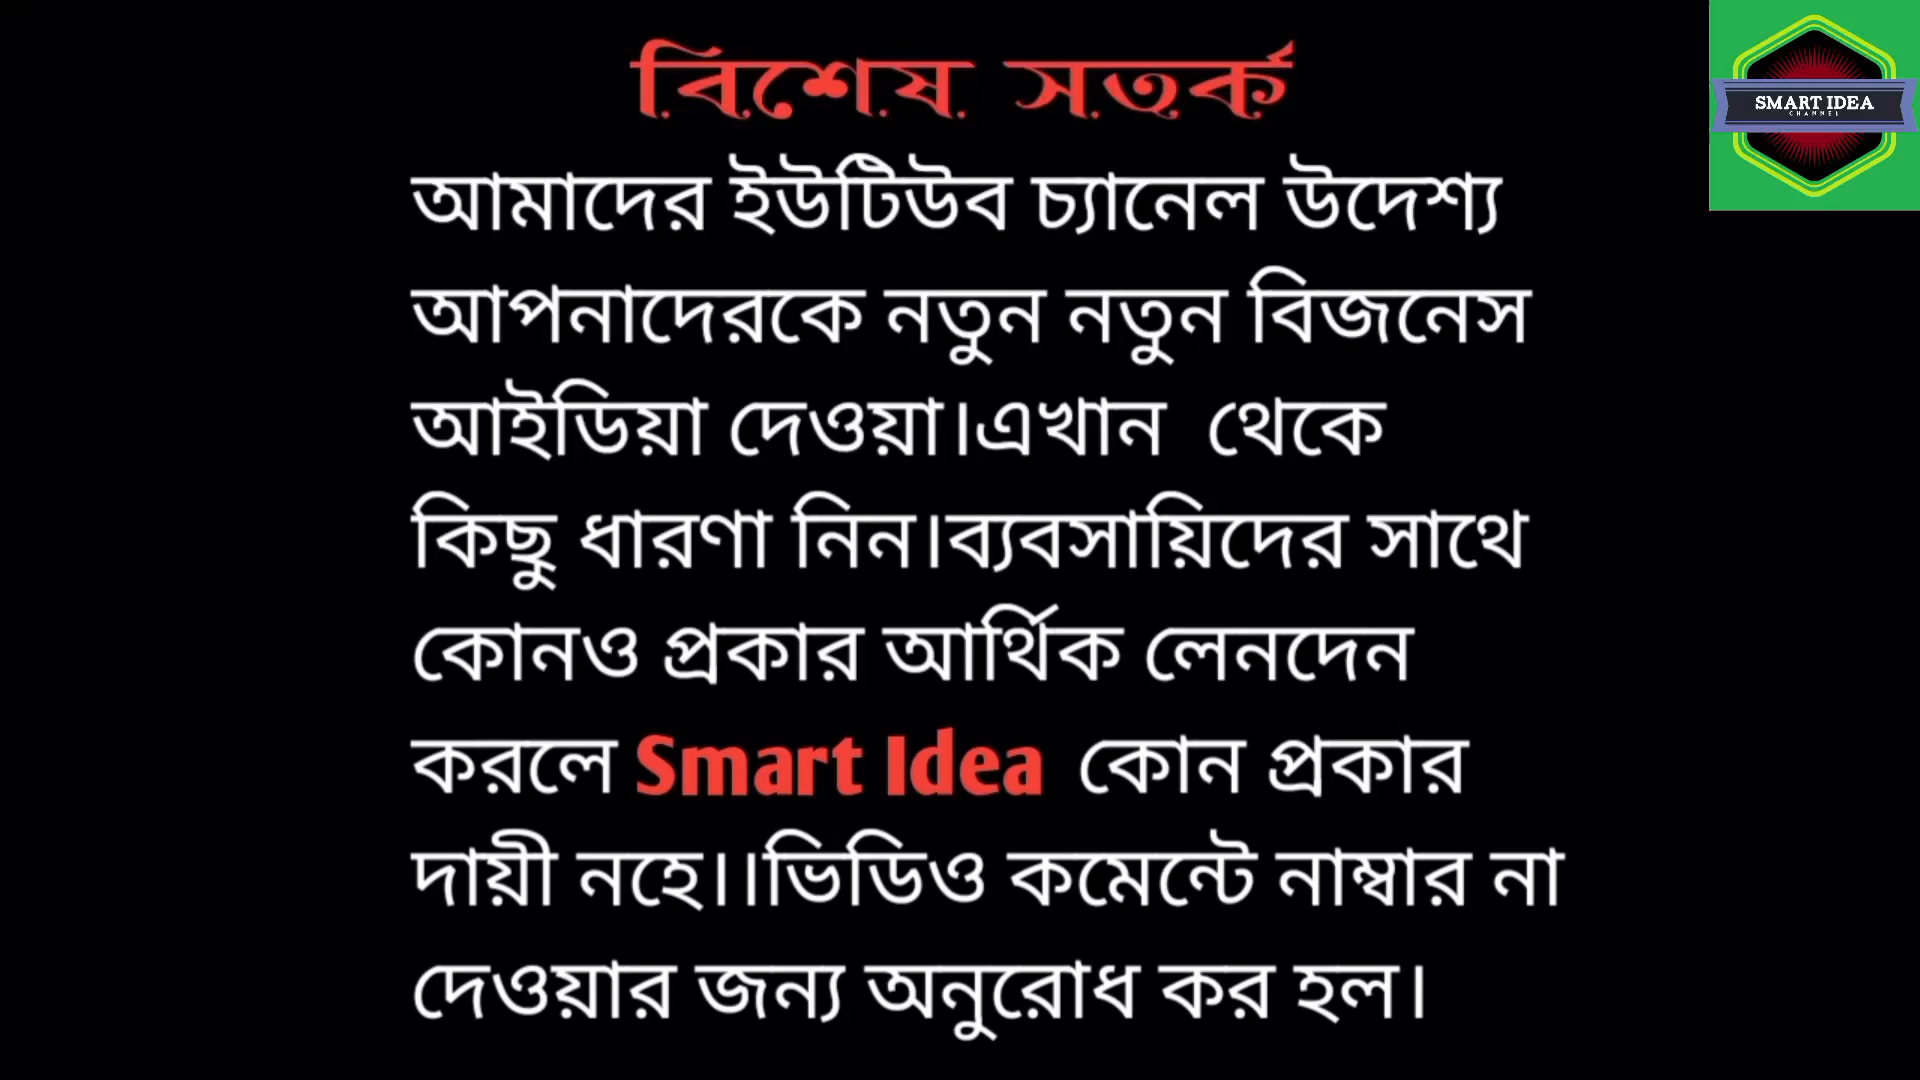 বিশেষ সতর্ক
SMART IDEA
CHANNEL
আমাদের ইউটিউব চ্যানেল উদেশ্য
আপনাদেরকে নতুন নতুন বিজনেস
আইডিয়া দেওয়া।এখান থেকে
কিছু ধারণা নিন।ব্যবসায়িদের সাথে
কোনও প্রকার আর্থিক লেনদেন
করলে Smart Idea কোন প্রকার
দায়ী নহে।।ভিডিও কমেন্টে নাম্বার না
দেওয়ার জন্য অনুরোধ কর হল।